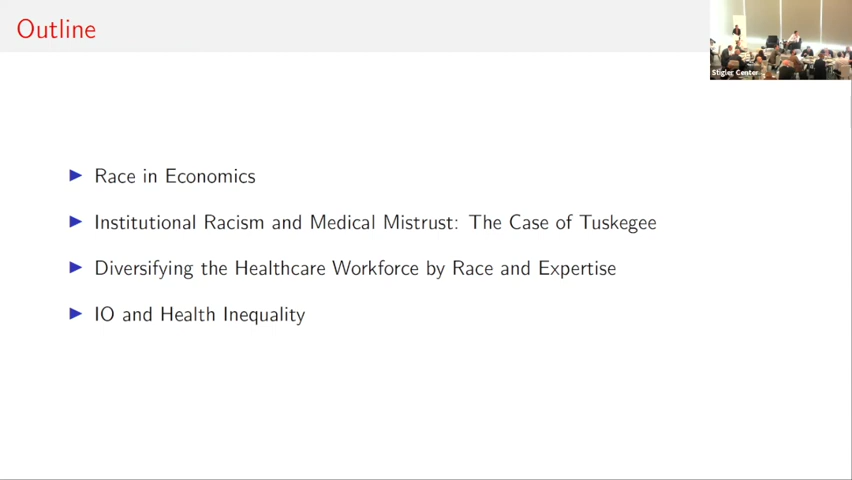 Outline
Stigler Center
Race in Economics
Institutional Racism and Medical Mistrust: The Case of Tuskegee
Diversifying the Healthcare Workforce by Race and Expertise
IO and Health Inequality